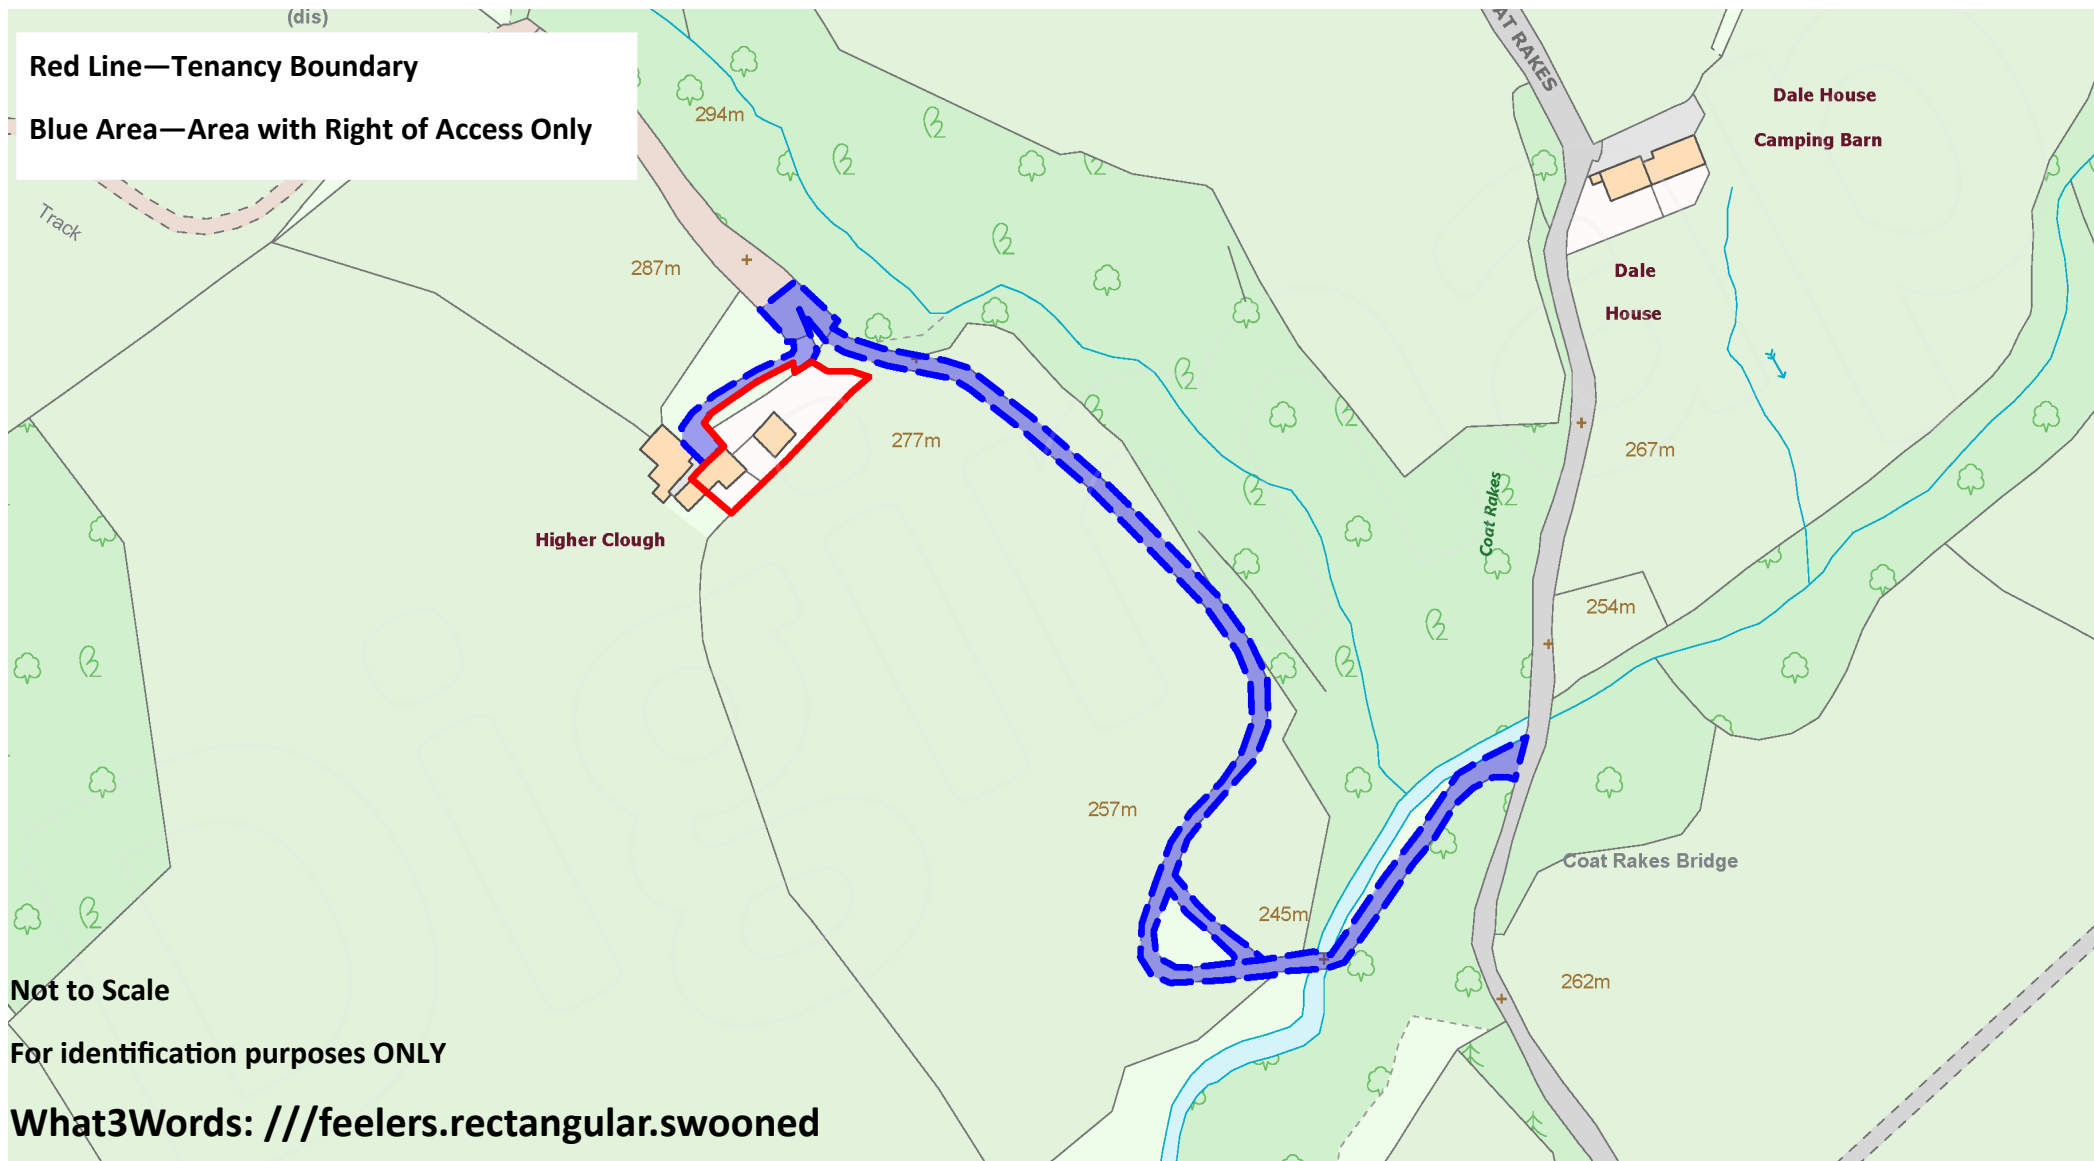 (dis)
Red Line—Tenancy Boundary
Blue Area—Area with Right of Access Only
AT RAKES
Dale House
Camping Barn
294m
Track
287m
Dale
House
277m
267m
Coat Rakes
Higher Clough
254m
257m
Coat Rakes Bridge
245m
262m
Not to Scale
For identification purposes ONLY
What3Words: ///feelers.rectangular.swooned